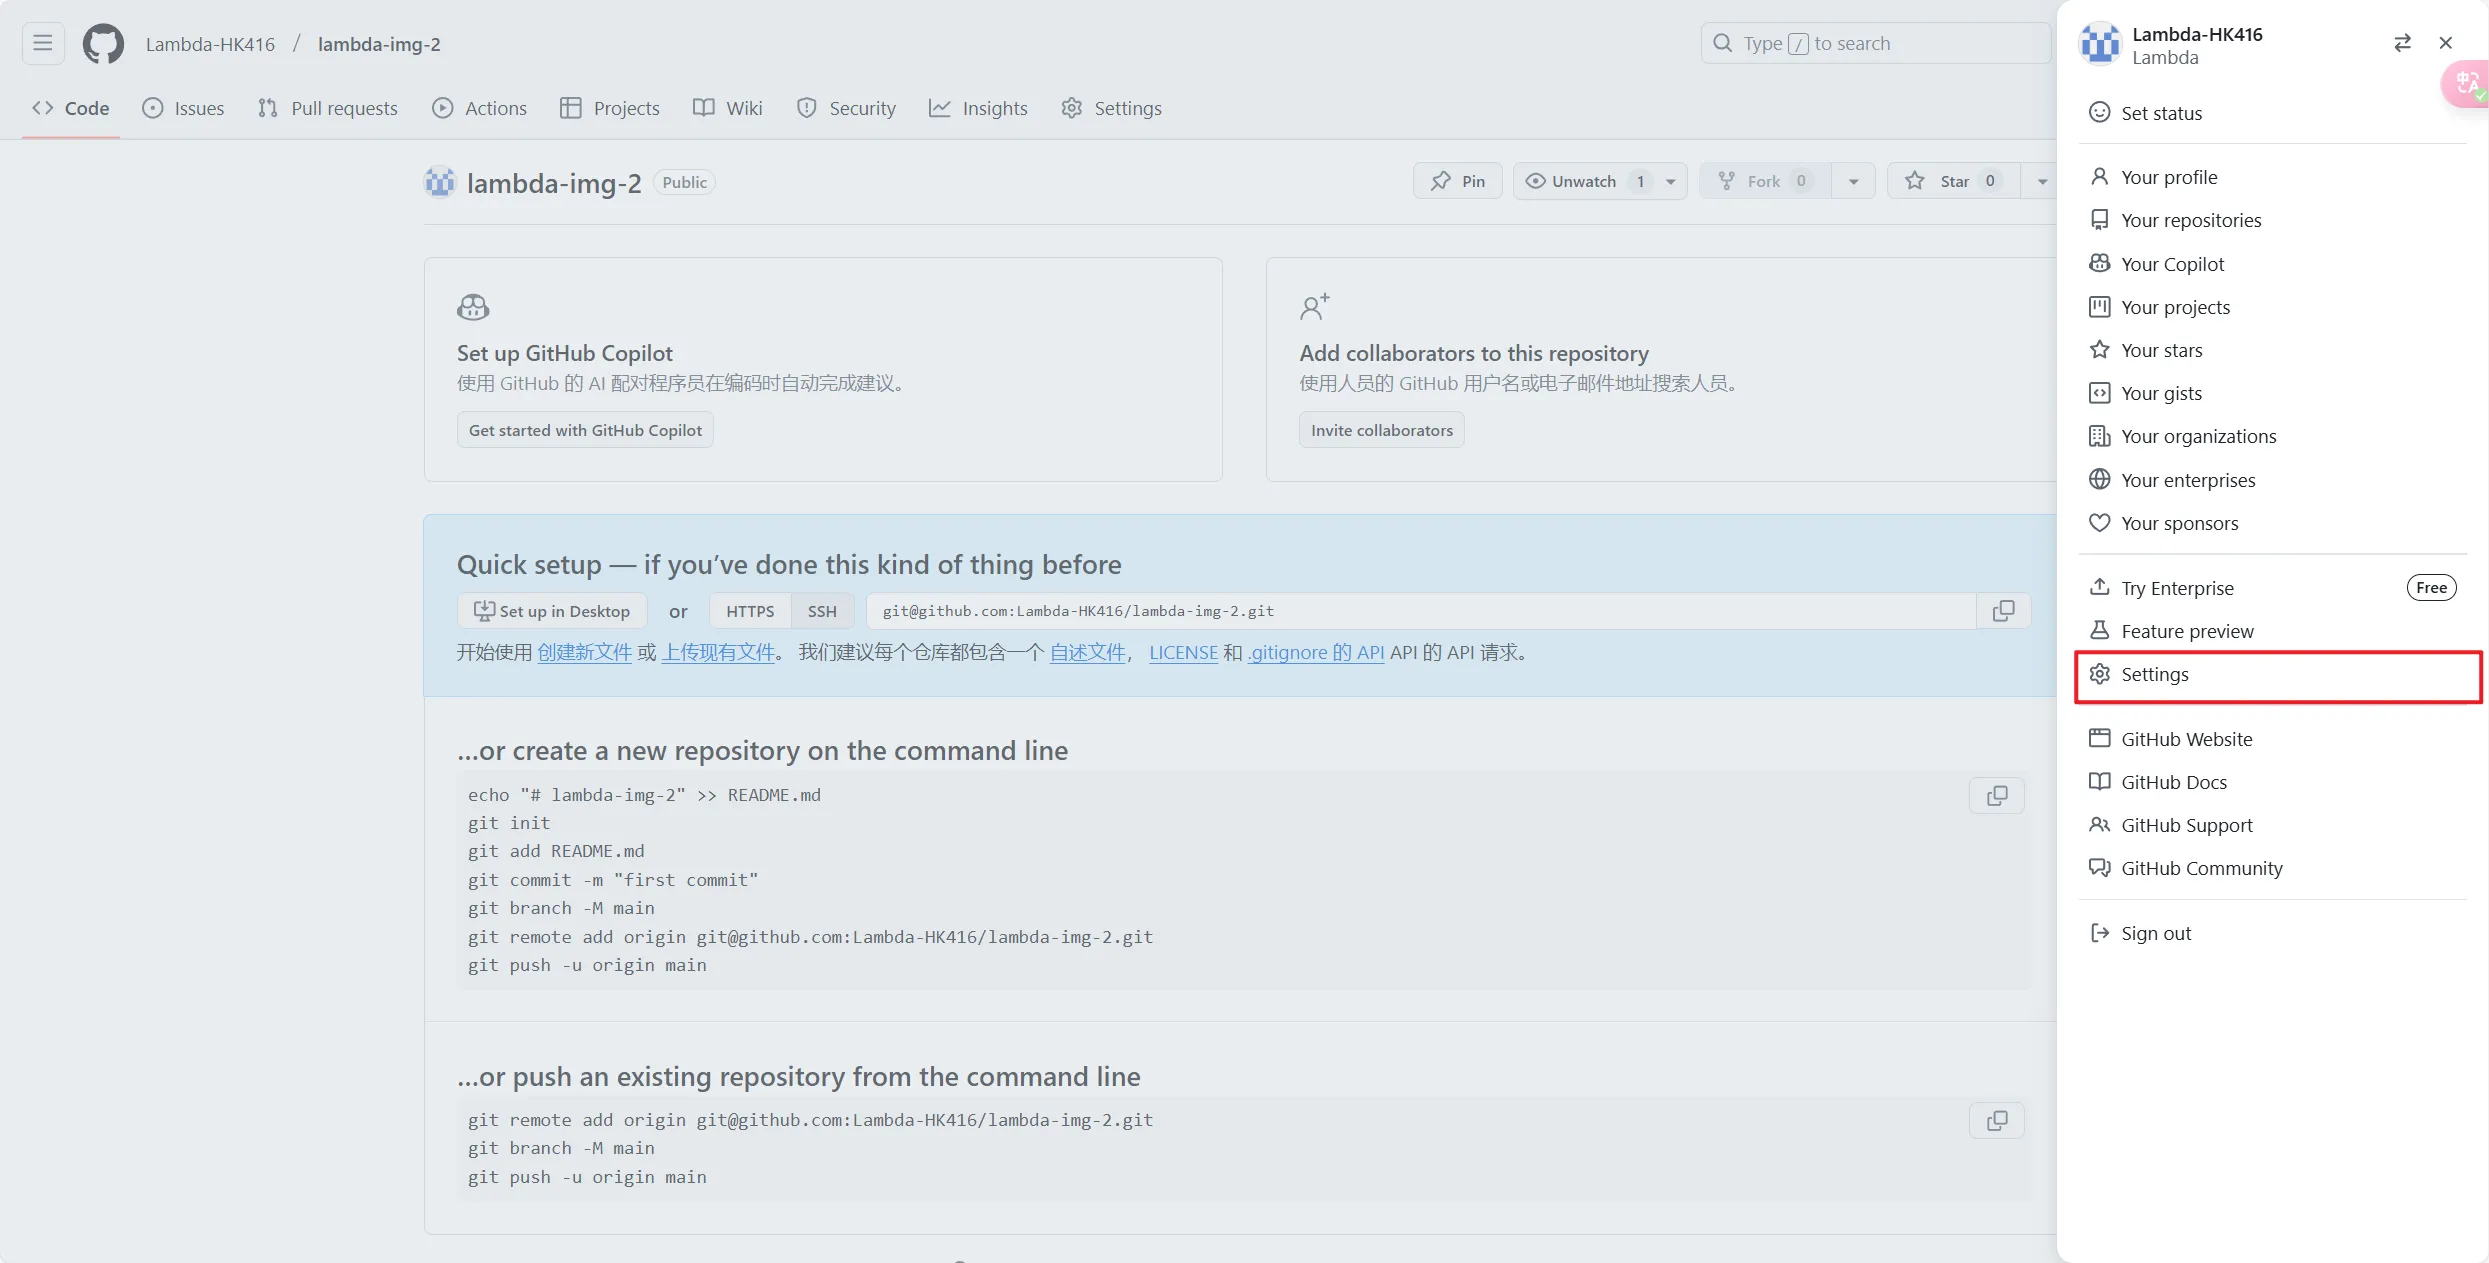 Lambda-HK416 / lambda-img-2
Type / to search
Code Issues Pull requests Actions Projects Wiki Security Insights Settings
lambda-img-2 Public
Pin Unwatch 1 Fork 0 Star 0
Set up GitHub Copilot
使用 GitHub 的 AI 配对程序员在编码时自动完成建议。
Get started with GitHub Copilot
Add collaborators to this repository
使用人员的 GitHub 用户名或电子邮件地址搜索人员。
Invite collaborators
Quick setup — if you’ve done this kind of thing before
Set up in Desktop or HTTPS SSH git@github.com:Lambda-HK416/lambda-img-2.git
开始使用 创建新文件 或 上传现有文件。 我们建议每个仓库都包含一个 自述文件， LICENSE 和 .gitignore 的 API API 的 API 请求。
…or create a new repository on the command line
echo "# lambda-img-2" >> README.md
git init
git add README.md
git commit -m "first commit"
git branch -M main
git remote add origin git@github.com:Lambda-HK416/lambda-img-2.git
git push -u origin main
…or push an existing repository from the command line
git remote add origin git@github.com:Lambda-HK416/lambda-img-2.git
git branch -M main
git push -u origin main
Lambda-HK416
Lambda
中A
Set status
Your profile
Your repositories
Your Copilot
Your projects
Your stars
Your gists
Your organizations
Your enterprises
Your sponsors
Try Enterprise Free
Feature preview
Settings
GitHub Website
GitHub Docs
GitHub Support
GitHub Community
Sign out